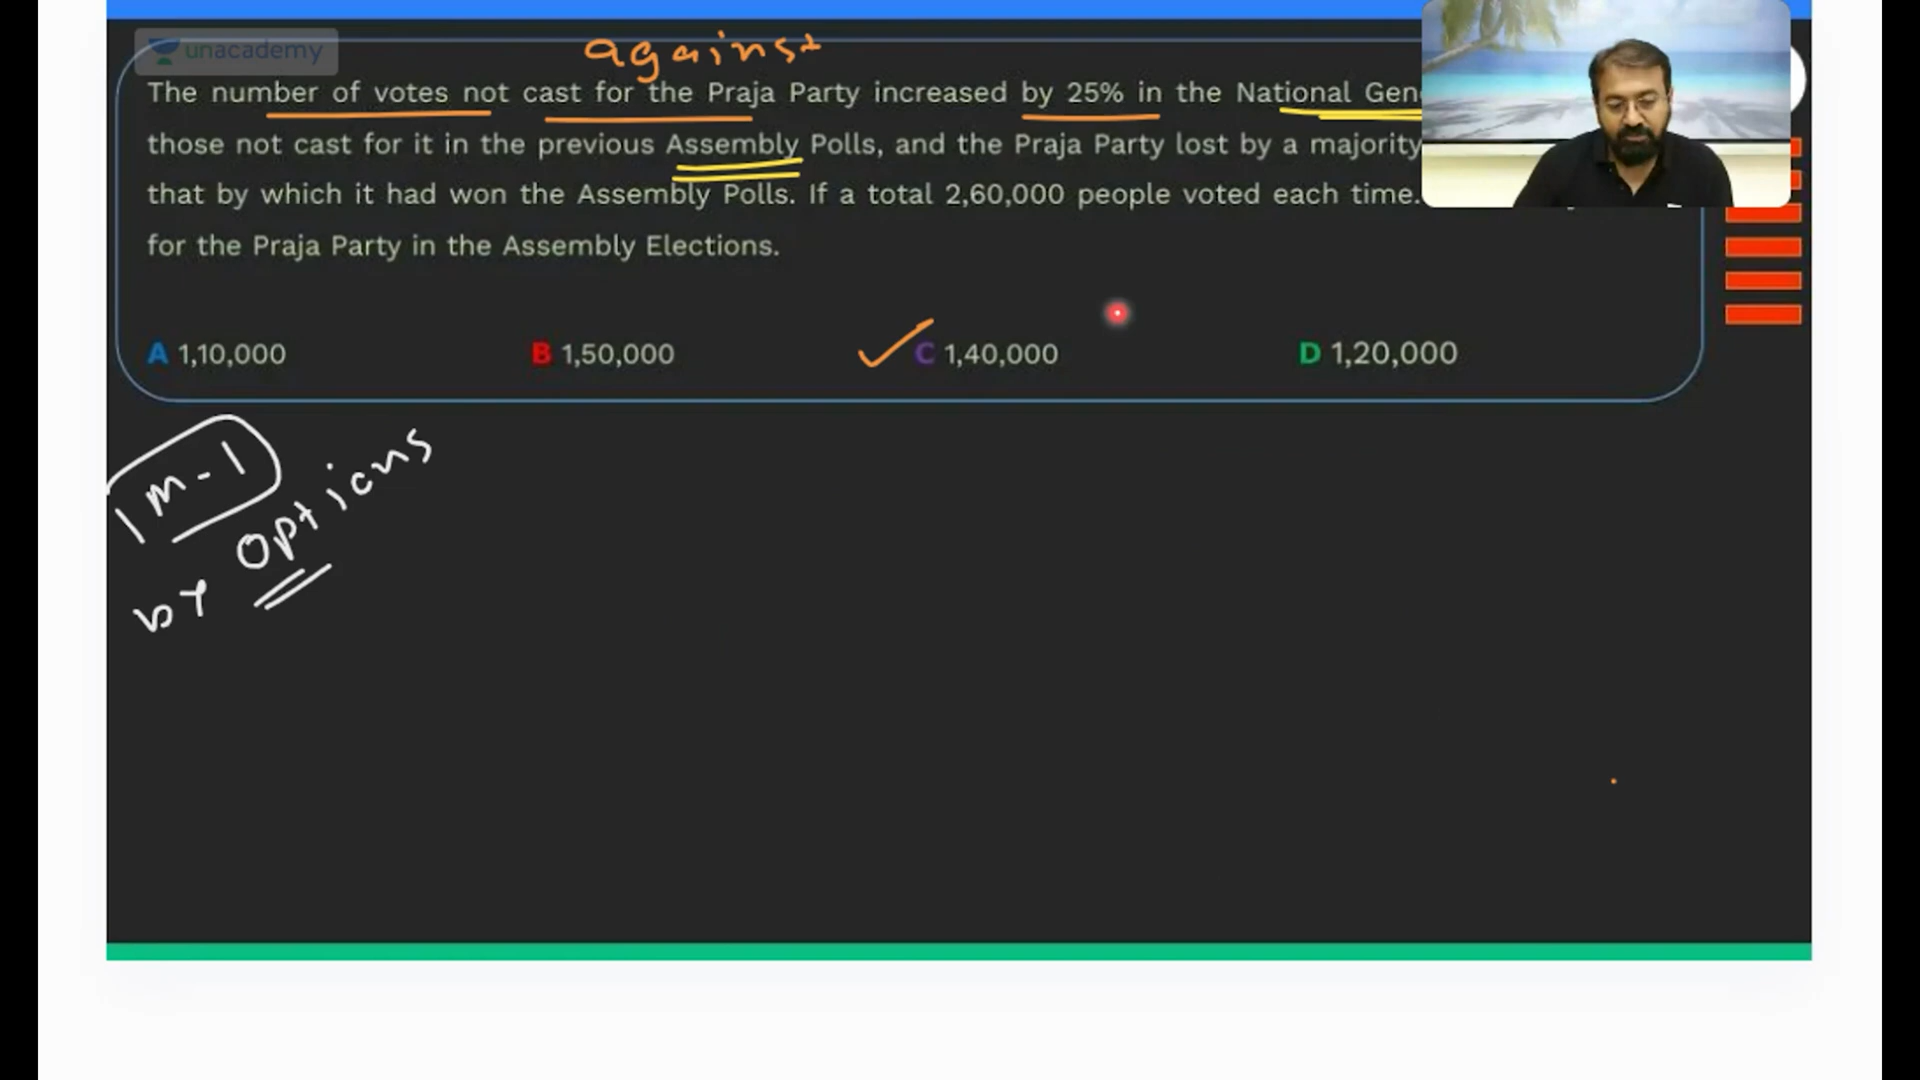 unacademy
against
The number of votes not cast for the Praja Party increased by 25% in the National Gen
those not cast for it in the previous Assembly Polls, and the Praja Party lost by a majority
that by which it had won the Assembly Polls. If a total 2,60,000 people voted each time.
for the Praja Party in the Assembly Elections.
A 1,10,000 B 1,50,000 C 1,40,000 D 1,20,000
1 m-1
by options